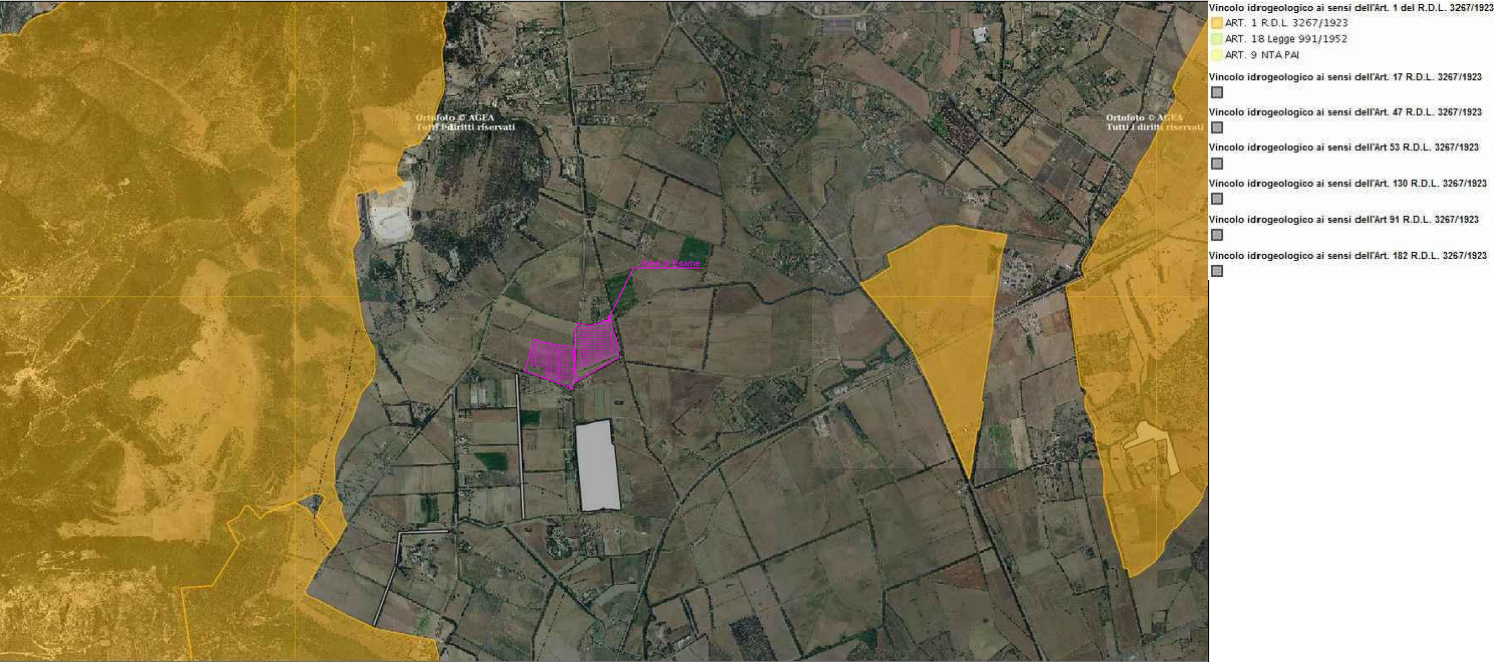 Vincolo idrogeologico ai sensi dell'Art. 1 del R.D.L. 3267/1923
ART. 1 R.D.L. 3267/1923
ART. 18 Legge 991/1952
ART. 9 NTA PAI
Vincolo idrogeologico ai sensi dell'Art. 17 R.D.L. 3267/1923
Vincolo idrogeologico ai sensi dell'Art. 47 R.D.L. 3267/1923
Vincolo idrogeologico ai sensi dell'Art 53 R.D.L. 3267/1923
Vincolo idrogeologico ai sensi dell'Art. 130 R.D.L. 3267/1923
Vincolo idrogeologico ai sensi dell'Art 91 R.D.L. 3267/1923
Vincolo idrogeologico ai sensi dell'Art. 182 R.D.L. 3267/1923
Ortofoto © AGEA
Tutti i diritti riservati
Ortofoto © AGEA
Tutti i diritti riservati
Esame